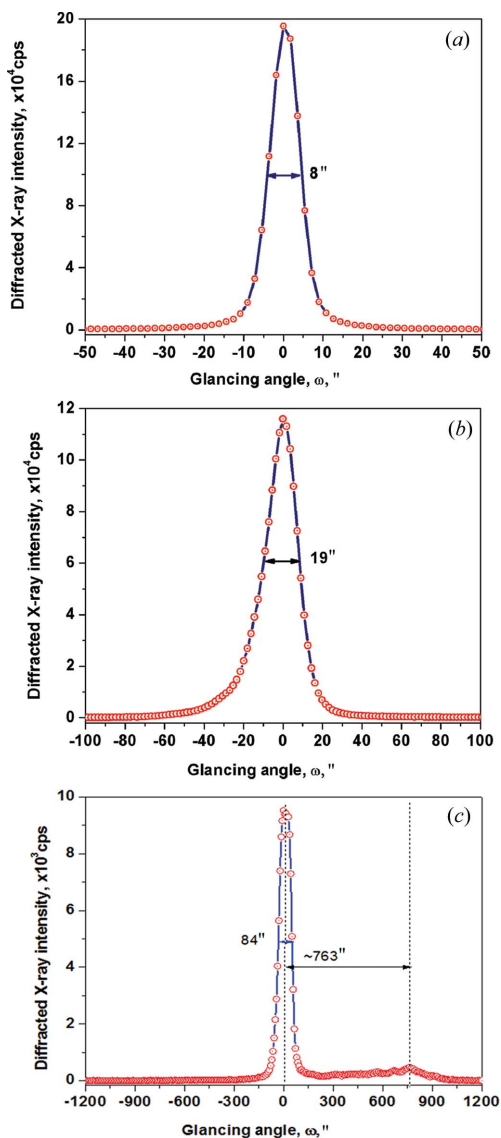 (a)
Diffracted X-ray intensity, x10⁴cps
20
16
12
8
4
0
8"
-50 -40 -30 -20 -10 0 10 20 30 40 50
Glancing angle, ω, "
(b)
Diffracted X-ray intensity, x10⁴cps
12
10
8
6
4
2
0
19"
-100 -80 -60 -40 -20 0 20 40 60 80 100
Glancing angle, ω, "
(c)
Diffracted X-ray intensity, x10³cps
10
8
6
4
2
0
84"
~763"
-1200 -900 -600 -300 0 300 600 900 1200
Glancing angle, ω, "